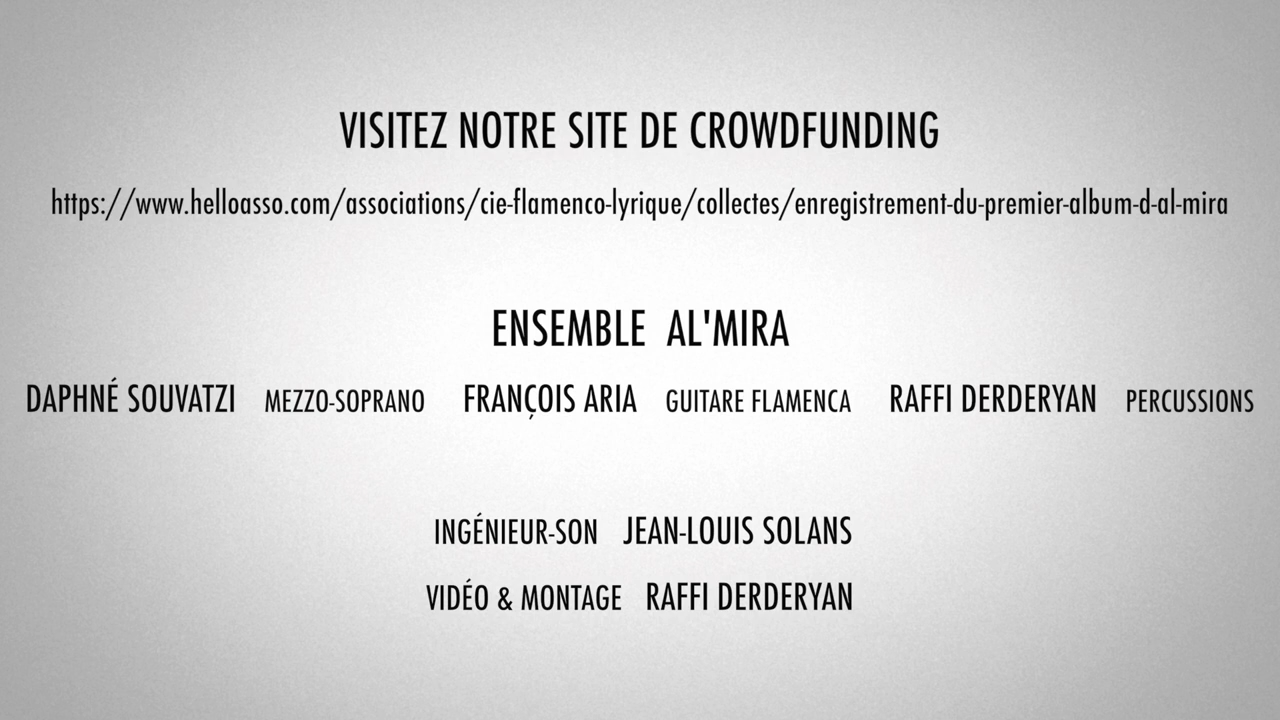 VISITEZ NOTRE SITE DE CROWDFUNDING
https://www.helloasso.com/associations/cie-flamenco-lyrique/collectes/enregistrement-du-premier-album-d-al-mira
ENSEMBLE AL'MIRA
DAPHNÉ SOUVATZI MEZZO-SOPRANO FRANÇOIS ARIA GUITARE FLAMENCA RAFFI DERDERYAN PERCUSSIONS
INGÉNIEUR-SON JEAN-LOUIS SOLANS
VIDÉO & MONTAGE RAFFI DERDERYAN